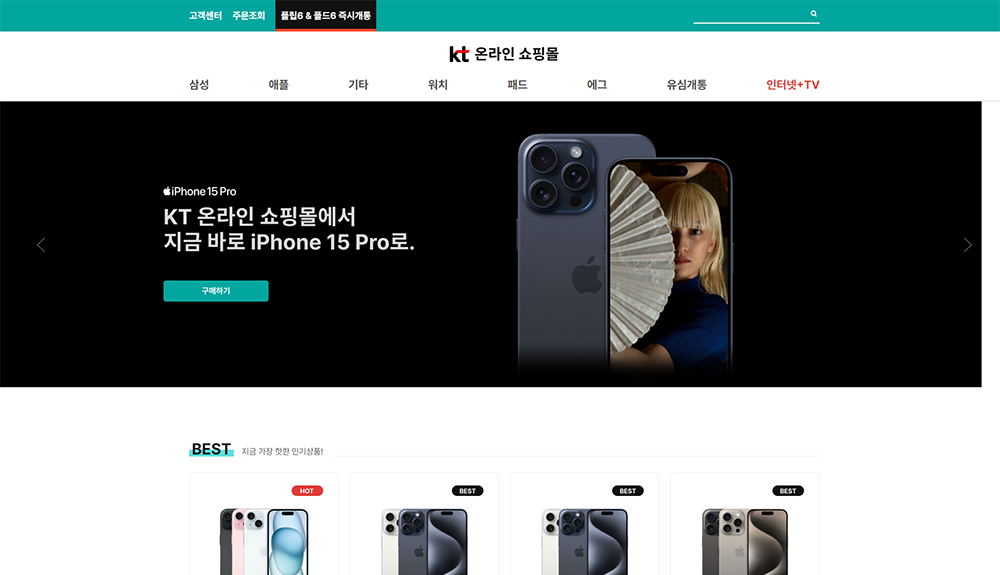 고객센터 주문조회 플립6 & 폴드6 즉시개통
kt 온라인 쇼핑몰
삼성 애플 기타 워치 패드 에그 유심개통 인터넷+TV
iPhone 15 Pro
KT 온라인 쇼핑몰에서
지금 바로 iPhone 15 Pro로.
구매하기
BEST 지금 가장 핫한 인기상품!
HOT BEST BEST BEST